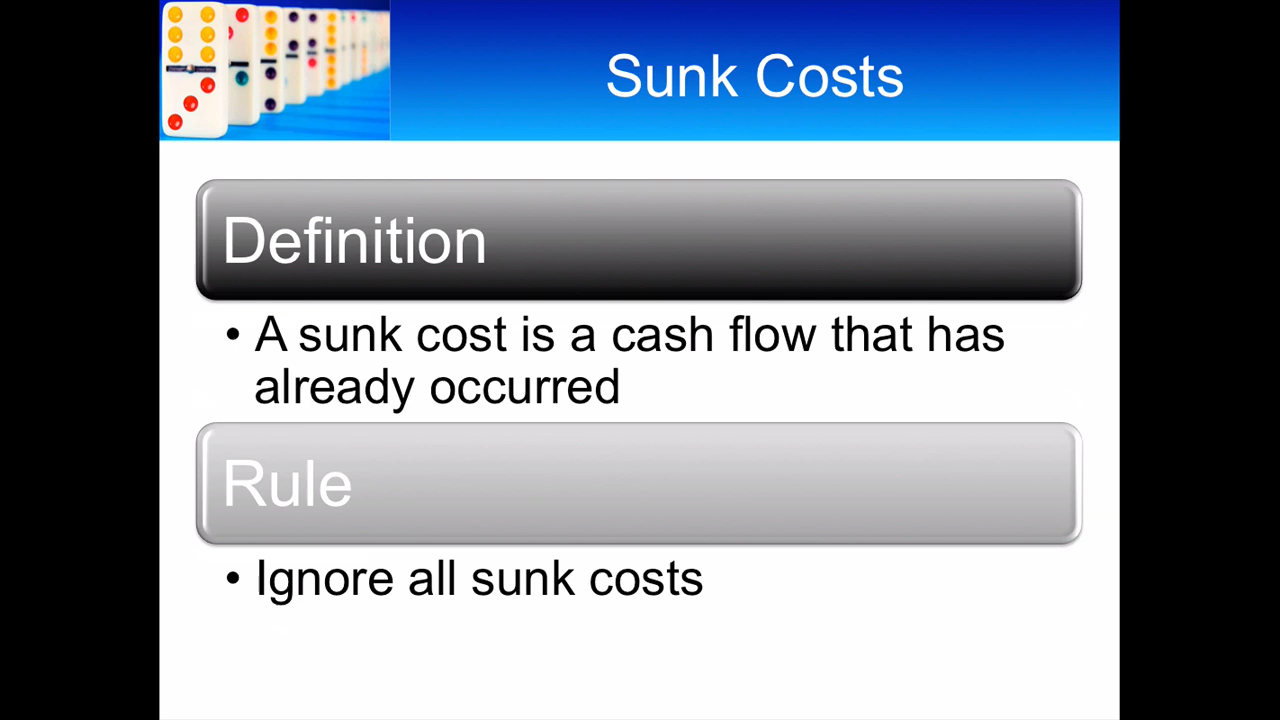 Sunk Costs
Definition
• A sunk cost is a cash flow that has
already occurred
Rule
• Ignore all sunk costs